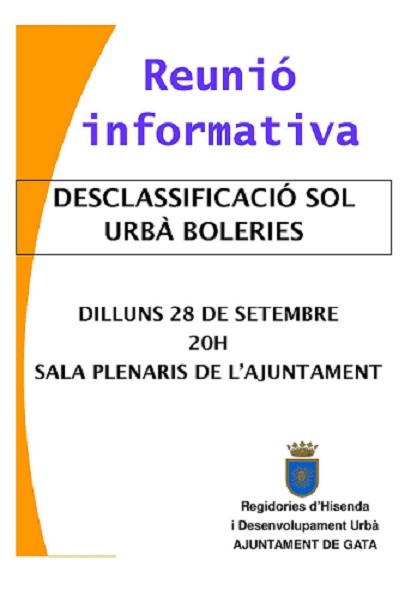 Reunió
informativa
DESCLASSIFICACIÓ SOL
URBÀ BOLERIES
DILLUNS 28 DE SETEMBRE
20H
SALA PLENARIS DE L'AJUNTAMENT
Regidories d'Hisenda
i Desenvolupament Urbà
AJUNTAMENT DE GATA